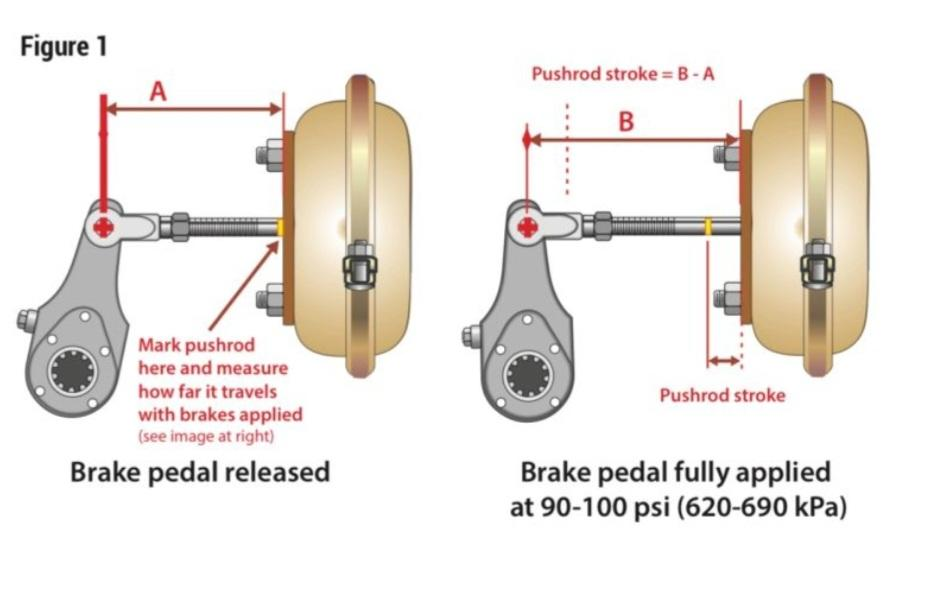 Figure 1
A
Pushrod stroke = B - A
B
Mark pushrod
here and measure
how far it travels
with brakes applied
(see image at right)
Pushrod stroke
Brake pedal released
Brake pedal fully applied
at 90-100 psi (620-690 kPa)